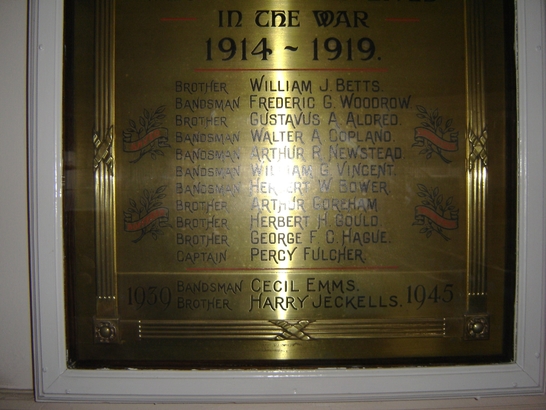 IN THE WAR
1914 ~ 1919.
BROTHER WILLIAM J. BETTS.
BANDSMAN FREDERIC G. WOODROW.
BROTHER GUSTAVUS A. ALDRED.
BANDSMAN WALTER A. COPLAND.
BANDSMAN ARTHUR R. NEWSTEAD.
BANDSMAN WILLIAM G. VINCENT.
BANDSMAN HERBERT W. BOWER.
BROTHER ARTHUR GOREHAM
BROTHER HERBERT H. GOULD.
BROTHER GEORGE F. C. HAGUE.
CAPTAIN PERCY FULCHER.
1939 BANDSMAN CECIL EMMS. 1945
BROTHER HARRY JECKELLS.